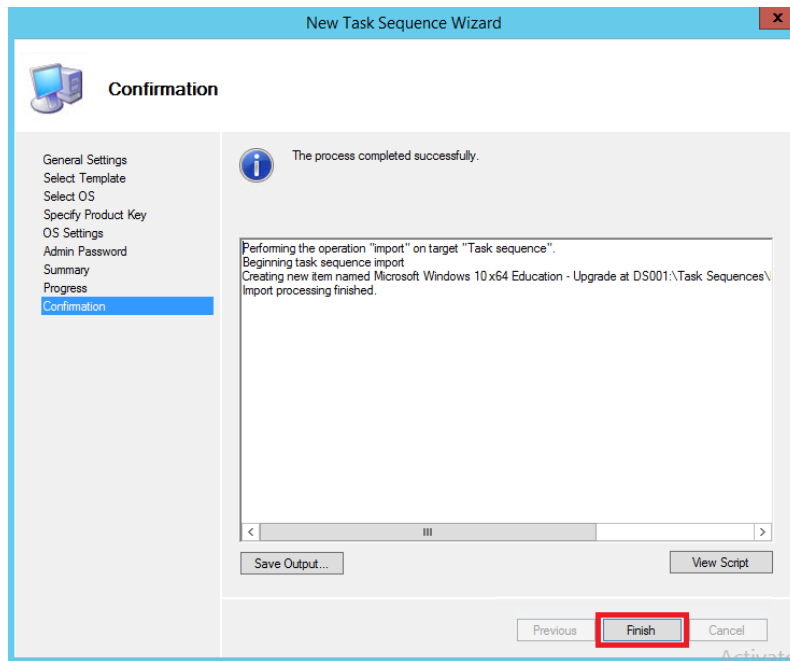 New Task Sequence Wizard
x
Confirmation
General Settings
Select Template
Select OS
Specify Product Key
OS Settings
Admin Password
Summary
Progress
Confirmation
The process completed successfully.
Performing the operation "import" on target "Task sequence".
Beginning task sequence import
Creating new item named Microsoft Windows 10 x64 Education - Upgrade at DS001:\Task Sequences\
Import processing finished.
Save Output...
View Script
Previous
Finish
Cancel
Activate